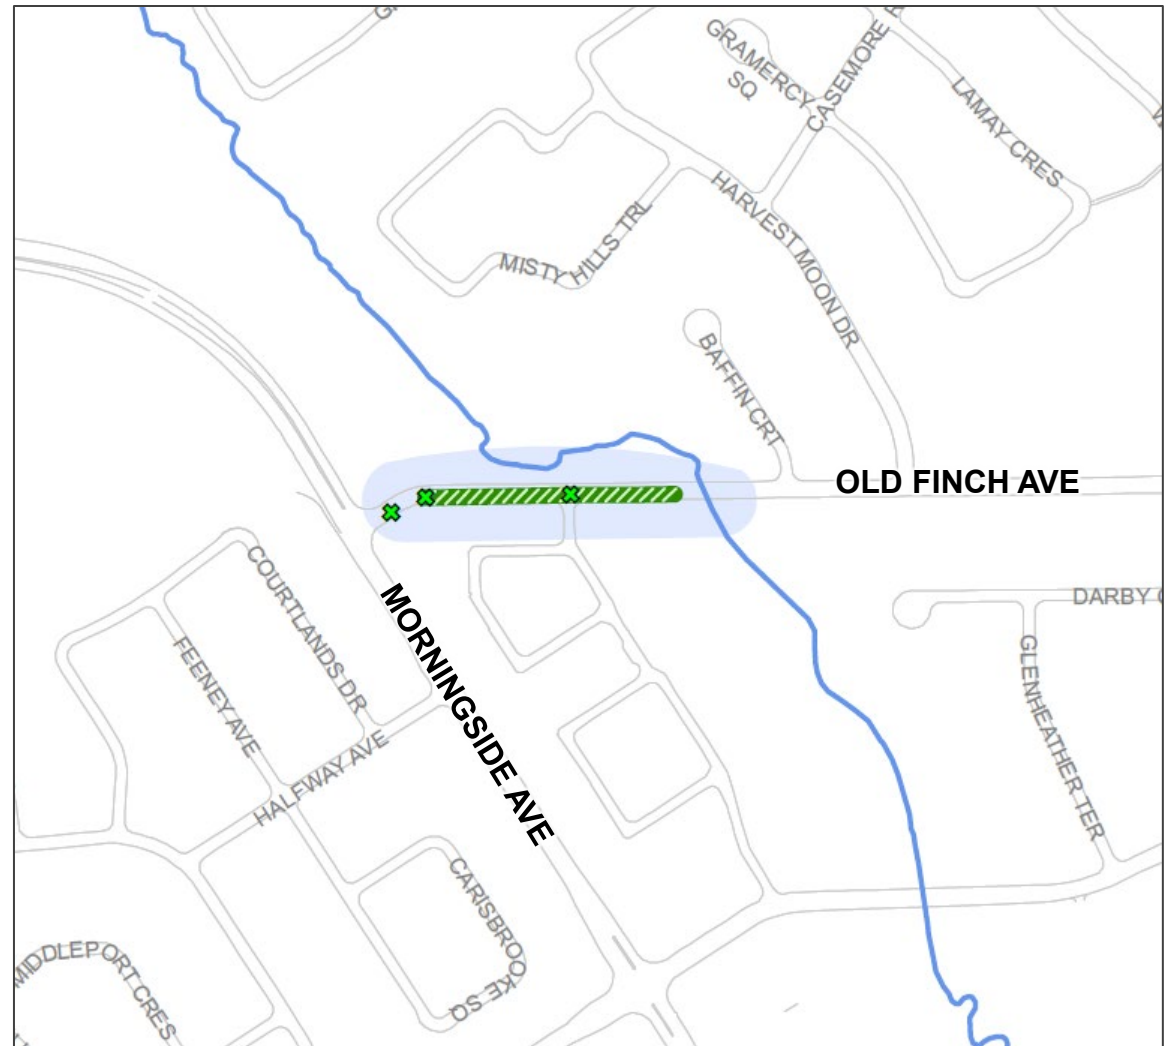 GRAMERCY
SQ
CASEMORE
LAMAY CRES
HARVEST MOON DR
MISTY HILLS TRL
BAFFIN CRT
OLD FINCH AVE
DARBY
GLENHEATHER TER
COURTLANDS DR
MORNINGSIDE AVE
FEENEY AVE
HALFWAY AVE
CARISBROOKE SQ
MIDDLEPORT CRES